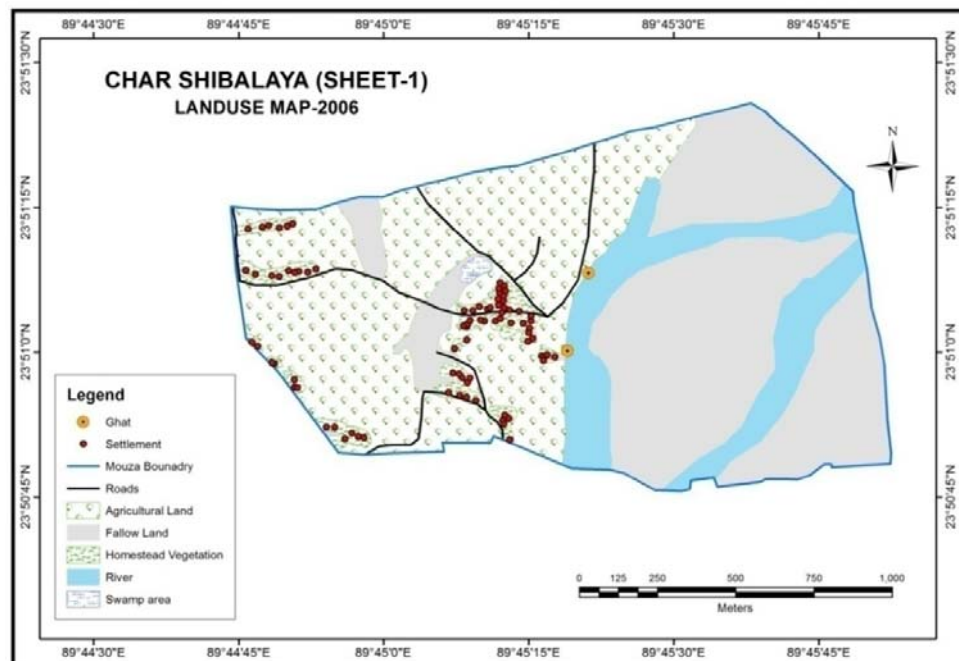 89°44'30"E 89°44'45"E 89°45'0"E 89°45'15"E 89°45'30"E 89°45'45"E
23°51'30"N
23°51'30"N
CHAR SHIBALAYA (SHEET-1)
LANDUSE MAP-2006
N
23°51'15"N
23°51'15"N
23°51'0"N
23°51'0"N
Legend
Ghat
Settlement
Mouza Bounadry
Roads
Agricultural Land
Fallow Land
Homestead Vegetation
River
Swamp area
23°50'45"N
23°50'45"N
0 125 250 500 750 1,000
Meters
89°44'30"E 89°44'45"E 89°45'0"E 89°45'15"E 89°45'30"E 89°45'45"E